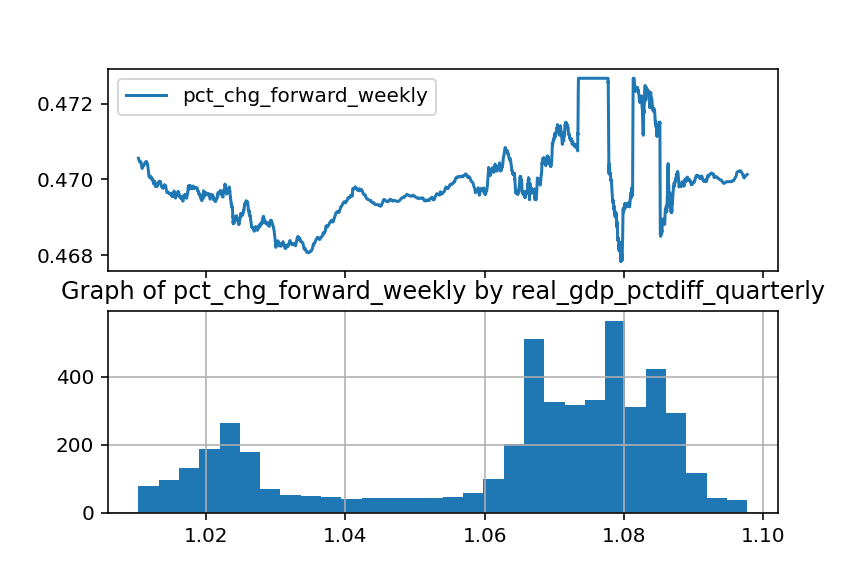 pct_chg_forward_weekly
0.472
0.470
0.468
Graph of pct_chg_forward_weekly by real_gdp_pctdiff_quarterly
400
200
0
1.02 1.04 1.06 1.08 1.10